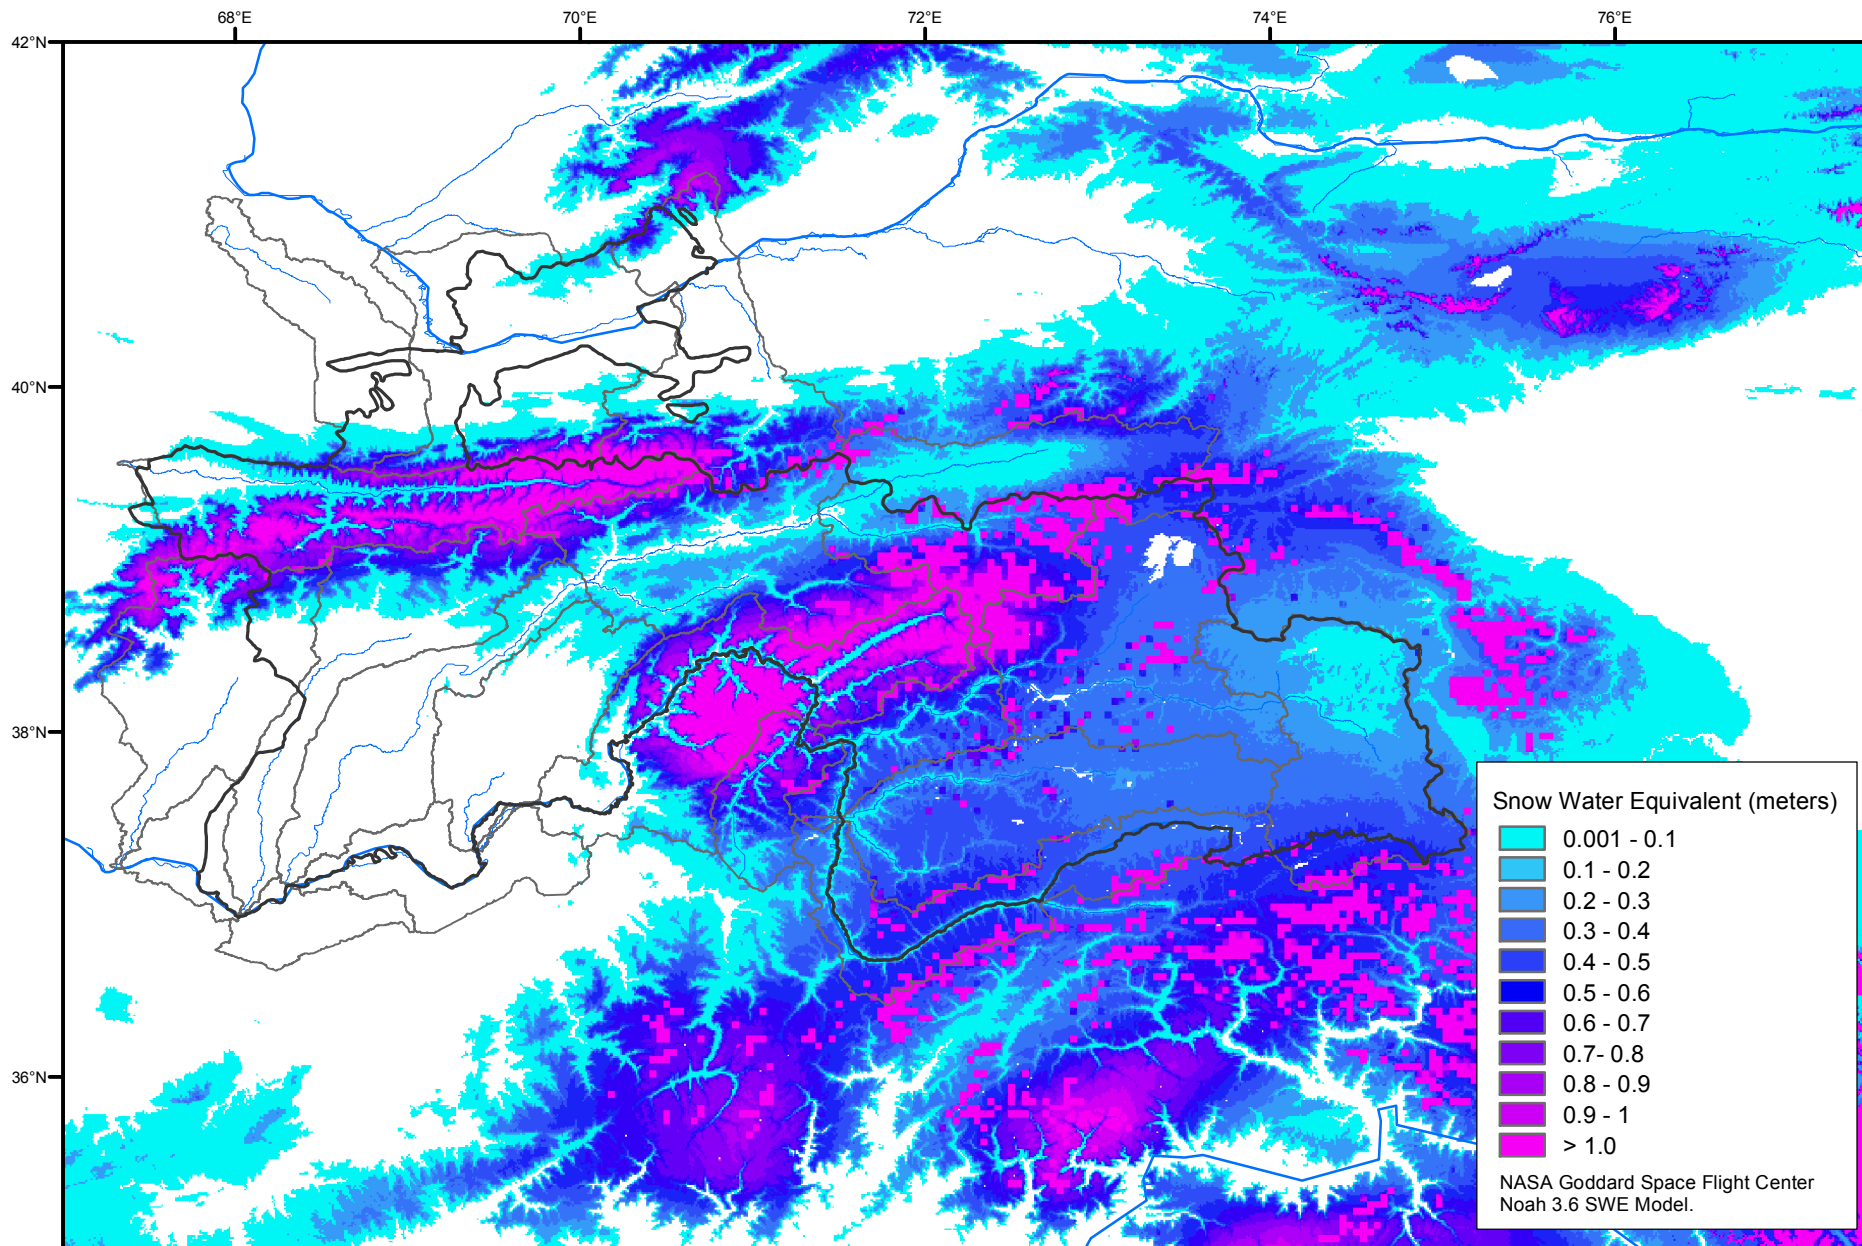 68°E
70°E
72°E
74°E
76°E
42°N
40°N
38°N
36°N
Snow Water Equivalent (meters)
0.001 - 0.1
0.1 - 0.2
0.2 - 0.3
0.3 - 0.4
0.4 - 0.5
0.5 - 0.6
0.6 - 0.7
0.7- 0.8
0.8 - 0.9
0.9 - 1
> 1.0
NASA Goddard Space Flight Center
Noah 3.6 SWE Model.